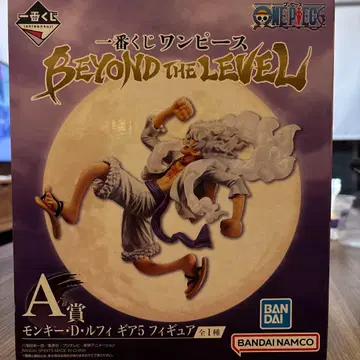 一番くじ
ONE PIECE
一番くじ ワンピース
BEYOND THE LEVEL
A賞
モンキー・D・ルフィ ギア5 フィギュア 全1種
BAN
DAI
BANDAI NAMCO